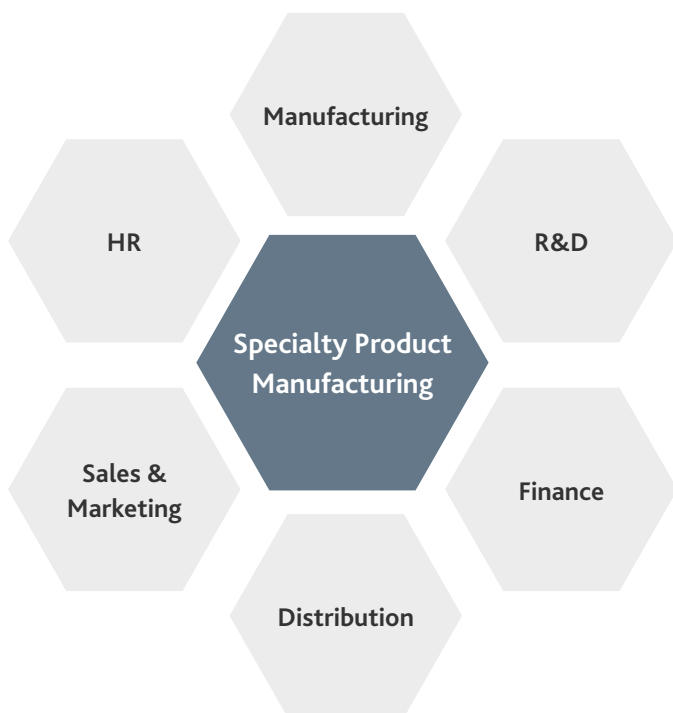 Manufacturing
HR
R&D
Specialty Product
Manufacturing
Sales &
Marketing
Finance
Distribution